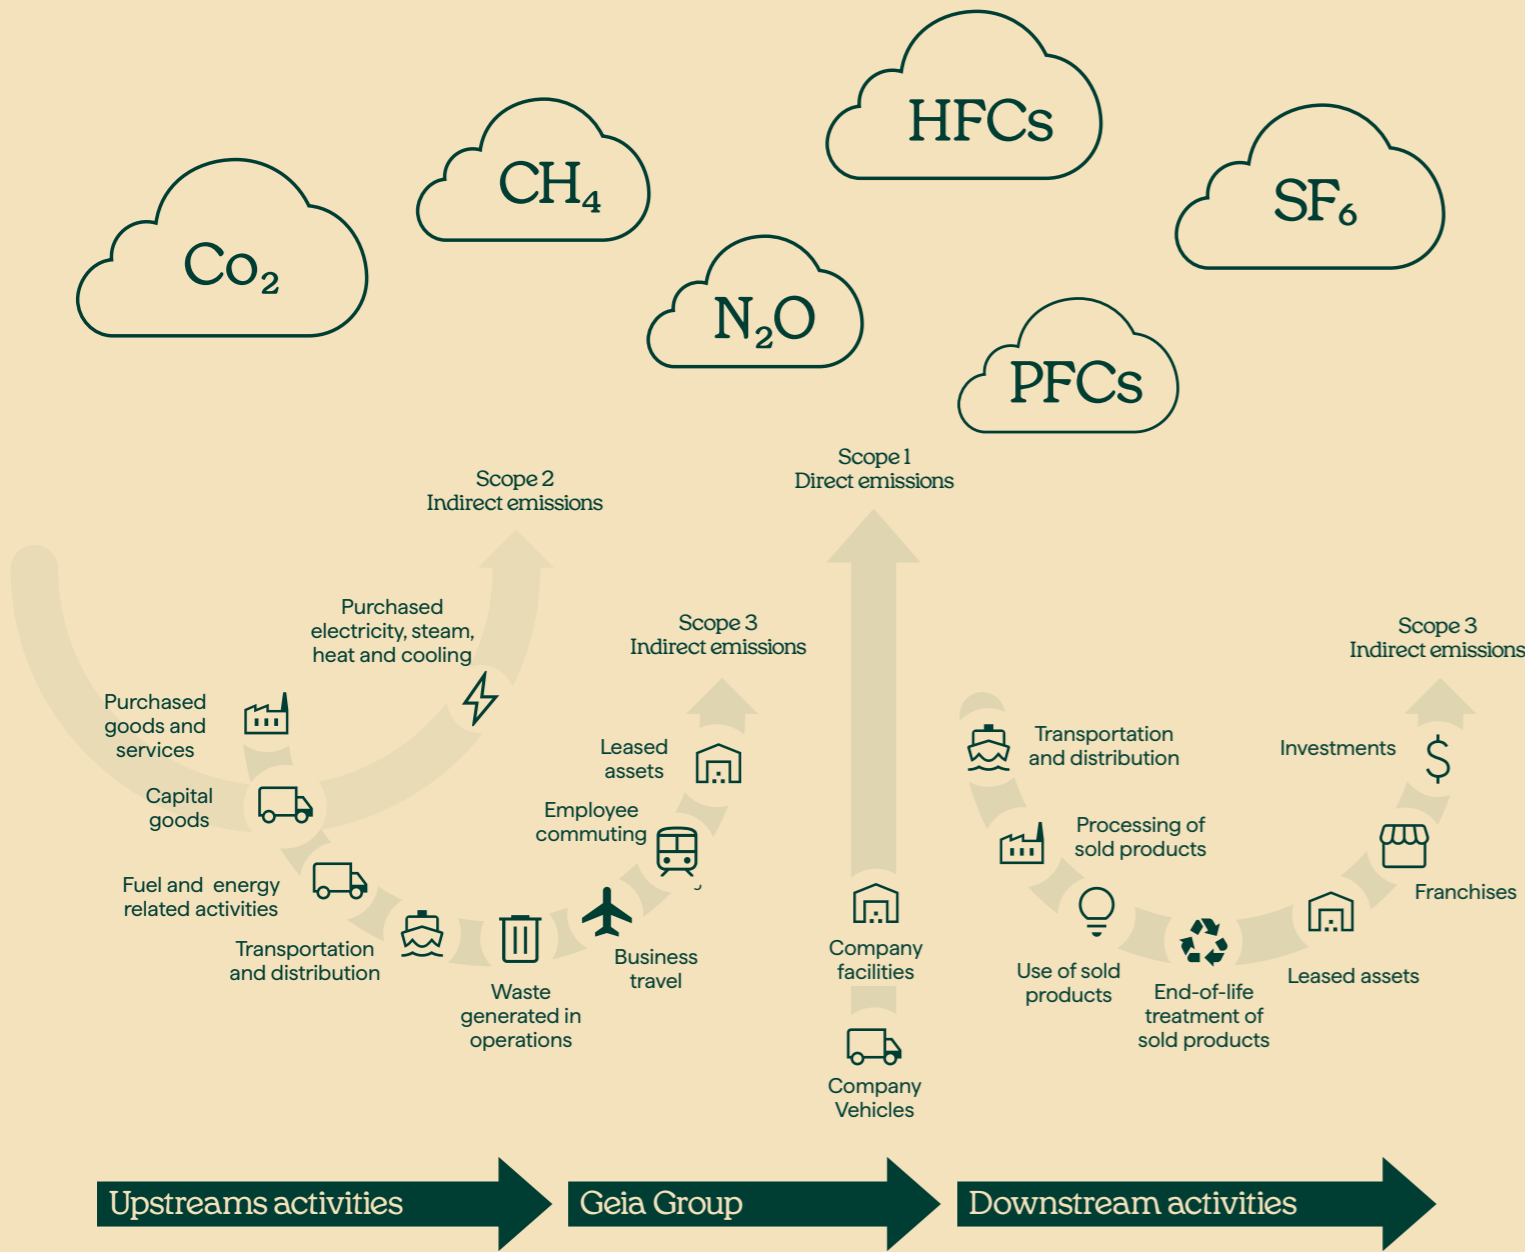 HFCs
CH₄
SF₆
Co₂
N₂O
PFCs
Scope 2
Indirect emissions
Scope 1
Direct emissions
Purchased
electricity, steam,
heat and cooling
Purchased
goods and
services
Capital
goods
Fuel and energy
related activities
Transportation
and distribution
Waste
generated in
operations
Business
travel
Employee
commuting
Leased
assets
Scope 3
Indirect emissions
Company
facilities
Company
Vehicles
Transportation
and distribution
Processing of
sold products
Use of sold
products
End-of-life
treatment of
sold products
Leased assets
Franchises
Investments
Scope 3
Indirect emissions
Upstreams activities
Geia Group
Downstream activities